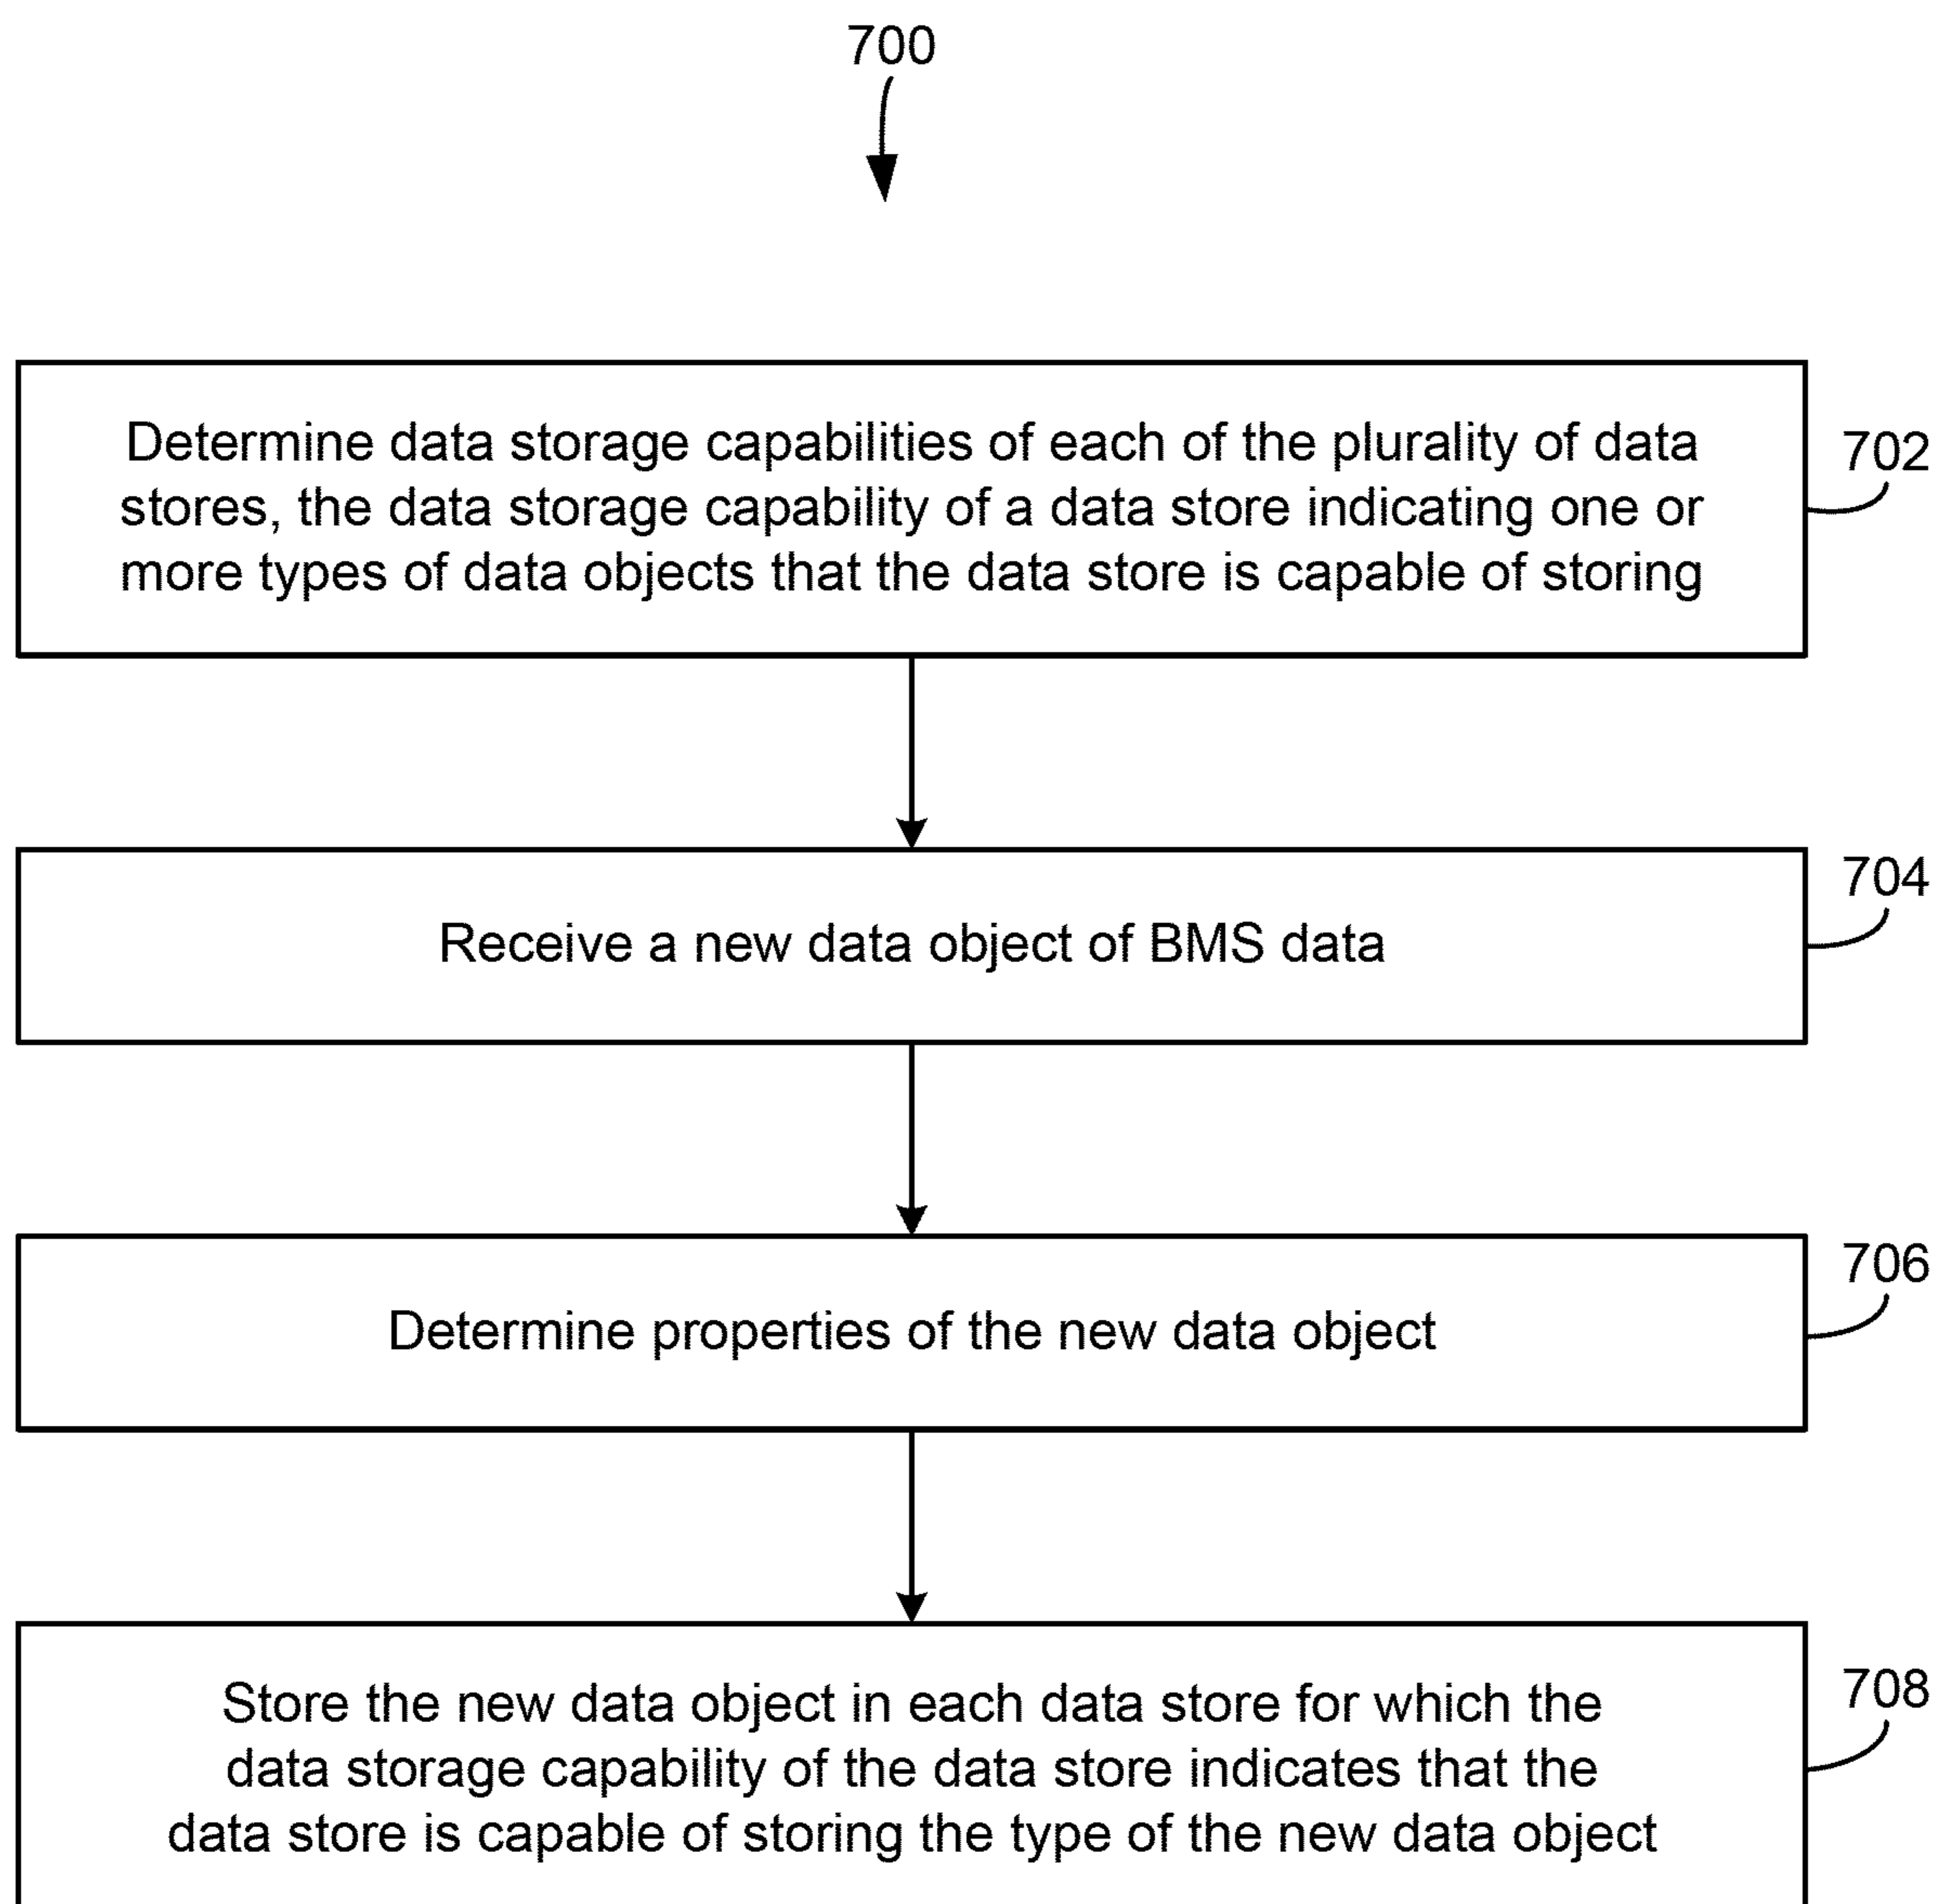 700
Determine data storage capabilities of each of the plurality of data
stores, the data storage capability of a data store indicating one or
more types of data objects that the data store is capable of storing
702
Receive a new data object of BMS data
704
Determine properties of the new data object
706
Store the new data object in each data store for which the
data storage capability of the data store indicates that the
data store is capable of storing the type of the new data object
708